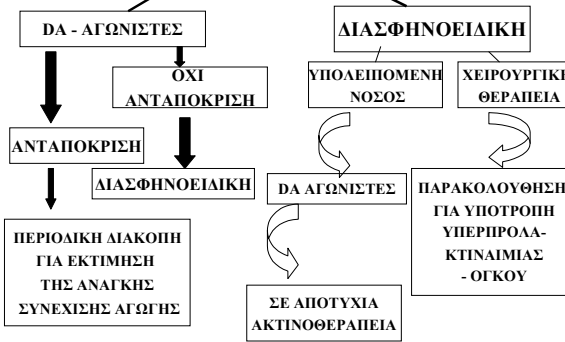 DA - ΑΓΩΝΙΣΤΕΣ
ΔΙΑΣΦΗΝΟΕΙΔΙΚΗ
ΟΧΙ
ΑΝΤΑΠΟΚΡΙΣΗ
ΥΠΟΛΕΙΠΟΜΕΝΗ
ΝΟΣΟΣ
ΧΕΙΡΟΥΡΓΙΚΗ
ΘΕΡΑΠΕΙΑ
ΑΝΤΑΠΟΚΡΙΣΗ
ΔΙΑΣΦΗΝΟΕΙΔΙΚΗ
DA ΑΓΩΝΙΣΤΕΣ
ΠΑΡΑΚΟΛΟΥΘΗΣΗ
ΓΙΑ ΥΠΟΤΡΟΠΗ
ΥΠΕΡΠΡΟΛΑ-
ΚΤΙΝΑΙΜΙΑΣ
- ΟΓΚΟΥ
ΠΕΡΙΟΔΙΚΗ ΔΙΑΚΟΠΗ
ΓΙΑ ΕΚΤΙΜΗΣΗ
ΤΗΣ ΑΝΑΓΚΗΣ
ΣΥΝΕΧΙΣΗΣ ΑΓΩΓΗΣ
ΣΕ ΑΠΟΤΥΧΙΑ
ΑΚΤΙΝΟΘΕΡΑΠΕΙΑ